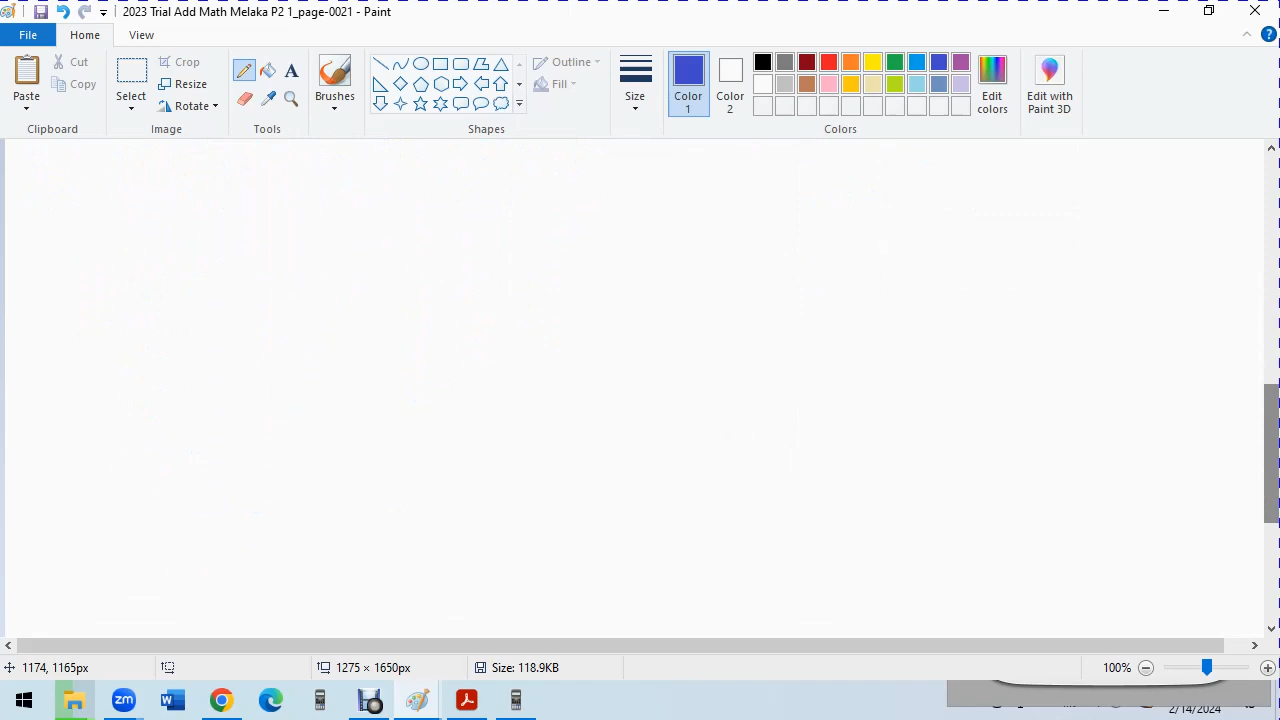 2023 Trial Add Math Melaka P2 1_page-0021 - Paint
File Home View
Paste
Cut
Copy
Clipboard
Select
Crop
Resize
Rotate
Image
Tools
Brushes
Shapes
Outline
Fill
Size
Color 1
Color 2
Colors
Edit colors
Edit with Paint 3D
1174, 1165px
1275 × 1650px
Size: 118.9KB
100%
2/14/2024